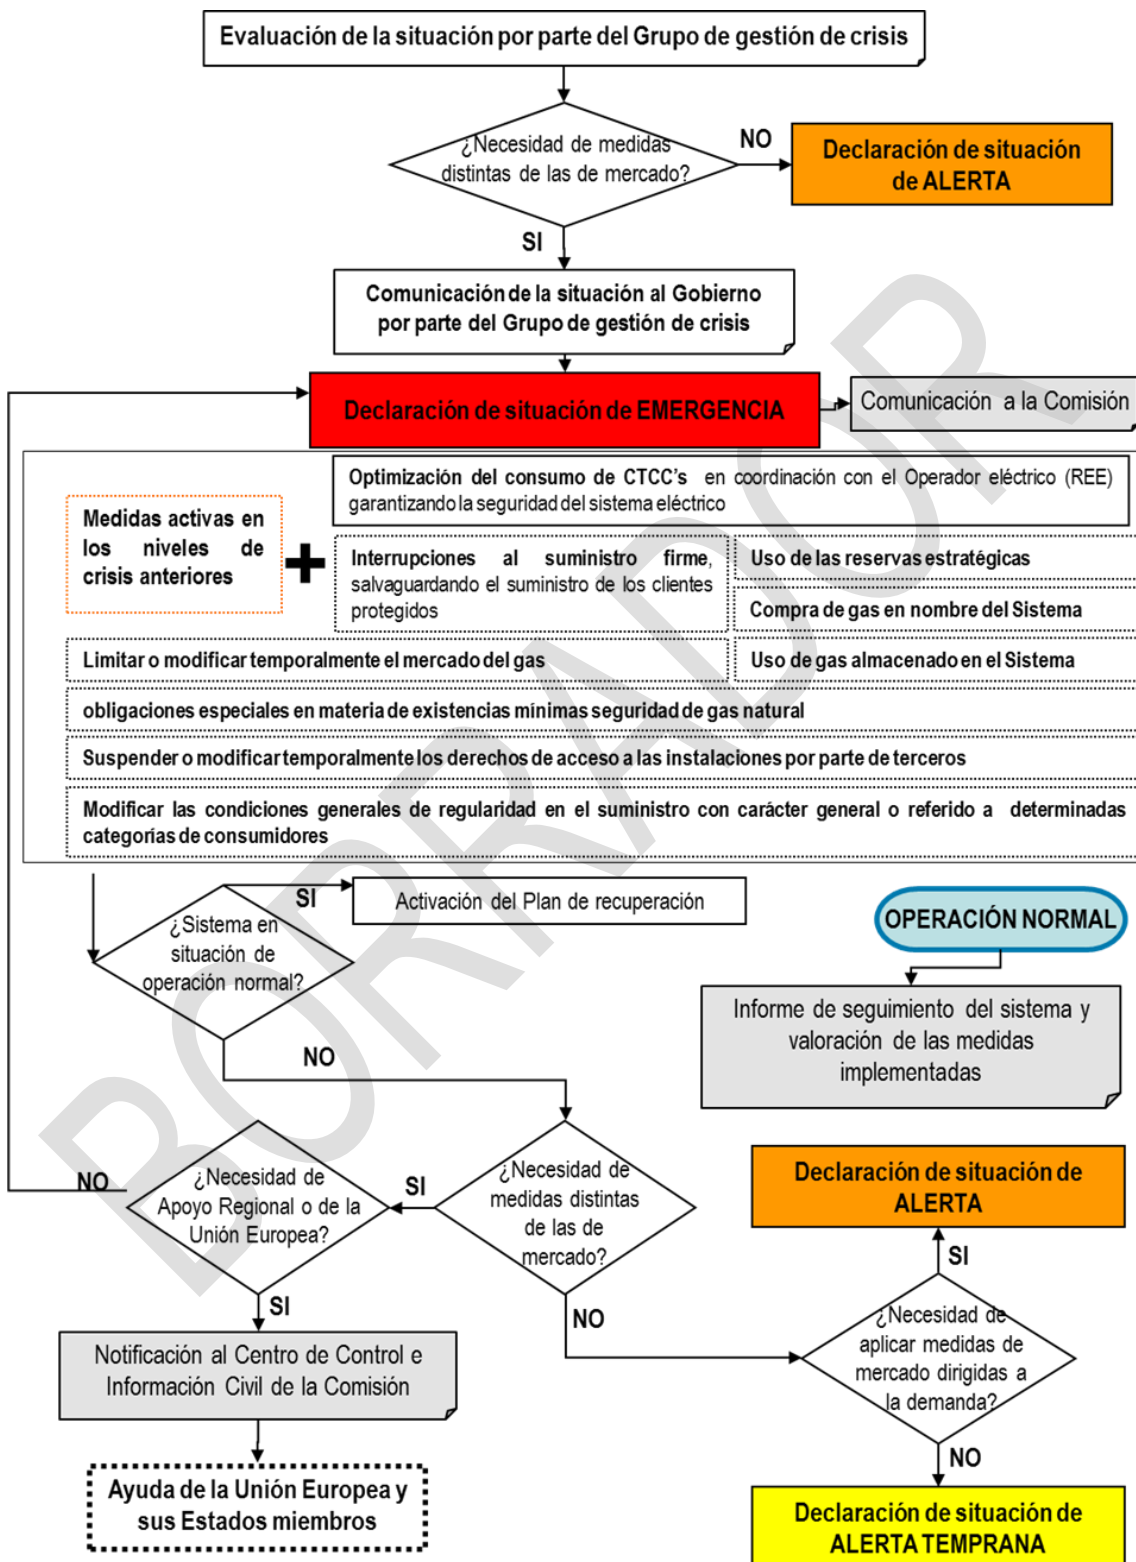 Evaluación de la situación por parte del Grupo de gestión de crisis
¿Necesidad de medidas
distintas de las de mercado?
NO
Declaración de situación
de ALERTA
SI
Comunicación de la situación al Gobierno
por parte del Grupo de gestión de crisis
Declaración de situación de EMERGENCIA
Comunicación a la Comisión
Optimización del consumo de CTCC's en coordinación con el Operador eléctrico (REE)
garantizando la seguridad del sistema eléctrico
Medidas activas en
los niveles de
crisis anteriores
Interrupciones al suministro firme,
salvaguardando el suministro de los clientes
protegidos
Uso de las reservas estratégicas
Compra de gas en nombre del Sistema
Limitar o modificar temporalmente el mercado del gas
Uso de gas almacenado en el Sistema
obligaciones especiales en materia de existencias mínimas seguridad de gas natural
Suspender o modificar temporalmente los derechos de acceso a las instalaciones por parte de terceros
Modificar las condiciones generales de regularidad en el suministro con carácter general o referido a determinadas
categorías de consumidores
¿Sistema en
situación de
operación normal?
SI
Activación del Plan de recuperación
OPERACIÓN NORMAL
Informe de seguimiento del sistema y
valoración de las medidas
implementadas
NO
¿Necesidad de
medidas distintas
de las de
mercado?
SI
¿Necesidad de
Apoyo Regional o de la
Unión Europea?
NO
SI
Notificación al Centro de Control e
Información Civil de la Comisión
Ayuda de la Unión Europea y
sus Estados miembros
NO
¿Necesidad de
aplicar medidas de
mercado dirigidas a
la demanda?
SI
Declaración de situación de
ALERTA
NO
Declaración de situación de
ALERTA TEMPRANA
BORRADOR